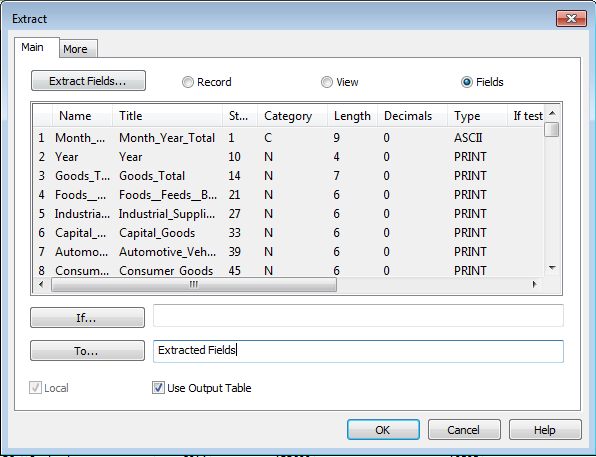 Extract
Main More
Extract Fields... Record View Fields
Name Title St... Category Length Decimals Type If test
1 Month_... Month_Year_Total 1 C 9 0 ASCII
2 Year Year 10 N 4 0 PRINT
3 Goods_T... Goods_Total 14 N 7 0 PRINT
4 Foods__... Foods__Feeds__B... 21 N 6 0 PRINT
5 Industria... Industrial_Suppli... 27 N 6 0 PRINT
6 Capital_... Capital_Goods 33 N 6 0 PRINT
7 Automo... Automotive_Veh... 39 N 6 0 PRINT
8 Consum... Consumer_Goods 45 N 6 0 PRINT
If...
To... Extracted Fields
Local Use Output Table
OK Cancel Help